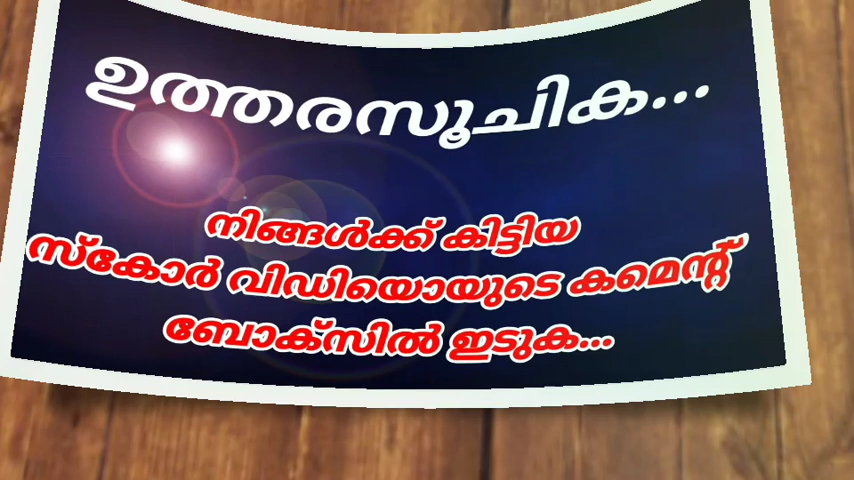 ഉത്തരസൂചിക...
നിങ്ങൾക്ക് കിട്ടിയ
സ്കോർ വിഡിയൊയുടെ കമെന്റ്
ബോക്സിൽ ഇടുക...